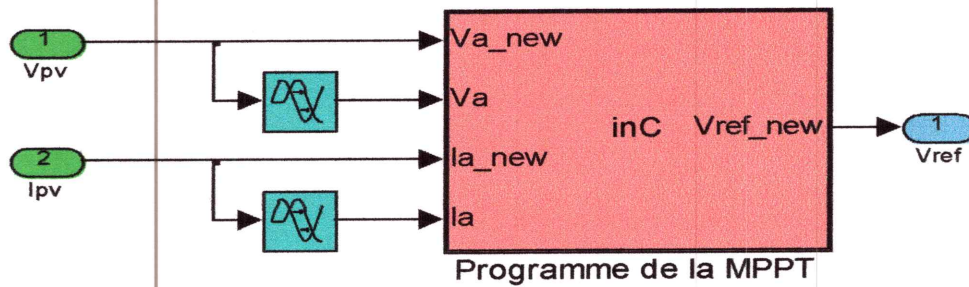 1
Vpv
2
Ipv
Va_new
Va
Ia_new
Ia
inC
Vref_new
1
Vref
Programme de la MPPT